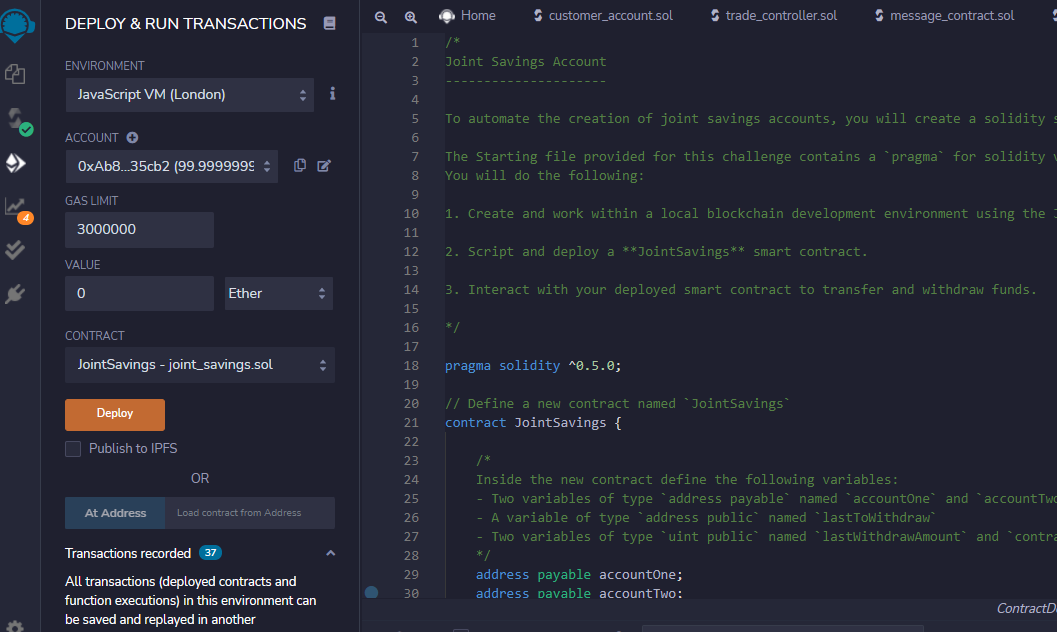 DEPLOY & RUN TRANSACTIONS
ENVIRONMENT
JavaScript VM (London)
ACCOUNT
0xAb8...35cb2 (99.9999999
GAS LIMIT
3000000
VALUE
0
Ether
CONTRACT
JointSavings - joint_savings.sol
Deploy
Publish to IPFS
OR
At Address
Load contract from Address
Transactions recorded 37
All transactions (deployed contracts and
function executions) in this environment can
be saved and replayed in another
4
Home
customer_account.sol
trade_controller.sol
message_contract.sol
1 /*
2 Joint Savings Account
3 ---------------------
4
5 To automate the creation of joint savings accounts, you will create a solidity s
6
7 The Starting file provided for this challenge contains a `pragma` for solidity v
8 You will do the following:
9
10 1. Create and work within a local blockchain development environment using the J
11
12 2. Script and deploy a **JointSavings** smart contract.
13
14 3. Interact with your deployed smart contract to transfer and withdraw funds.
15
16 */
17
18 pragma solidity ^0.5.0;
19
20 // Define a new contract named `JointSavings`
21 contract JointSavings {
22
23 /*
24 Inside the new contract define the following variables:
25 - Two variables of type `address payable` named `accountOne` and `accountTwo
26 - A variable of type `address public` named `lastToWithdraw`
27 - Two variables of type `uint public` named `lastWithdrawAmount` and `contra
28 */
29 address payable accountOne;
30 address payable accountTwo;
ContractDe